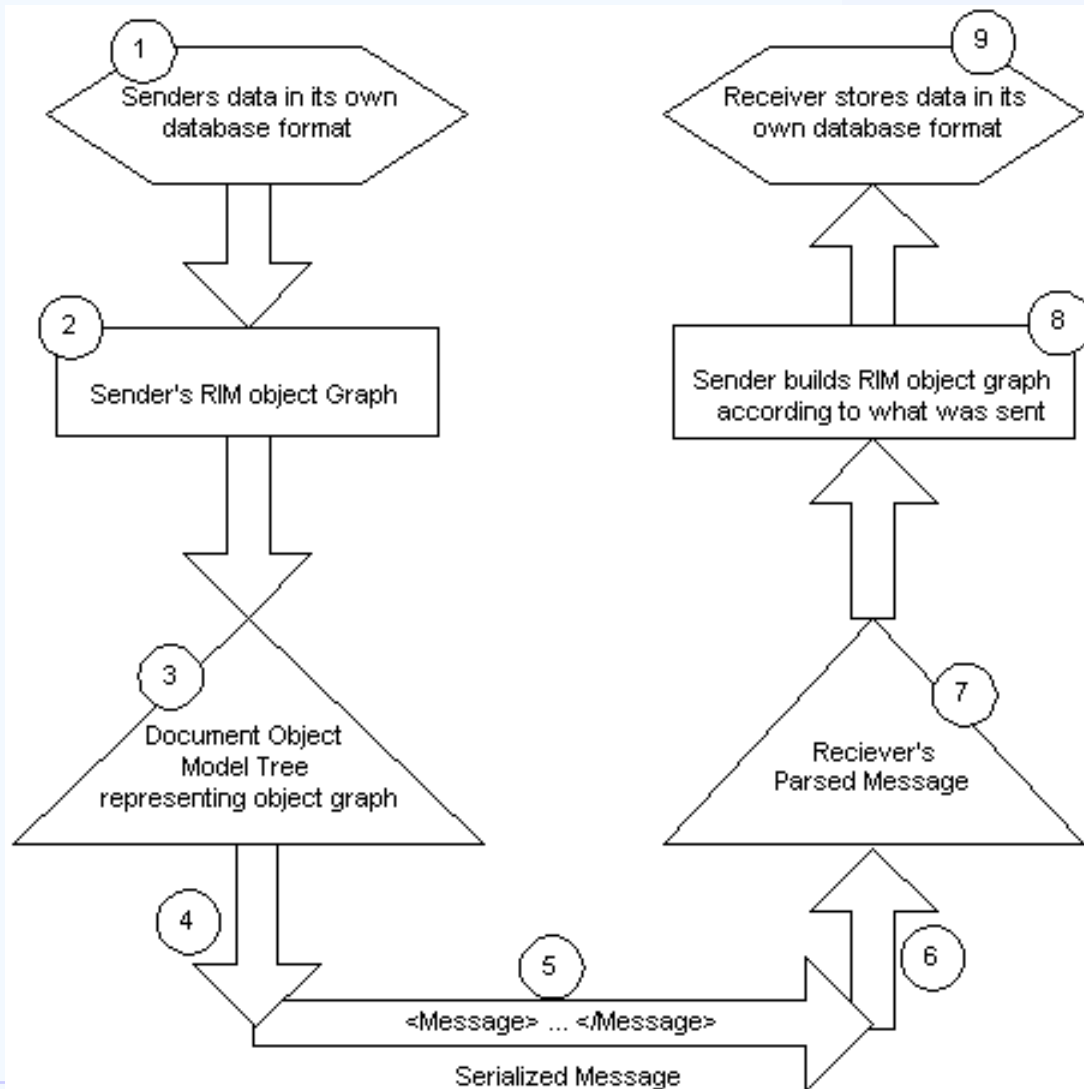 1
Senders data in its own
database format
2
Sender's RIM object Graph
3
Document Object
Model Tree
representing object graph
4
5
<Message> ... </Message>
Serialized Message
6
7
Reciever's
Parsed Message
8
Sender builds RIM object graph
according to what was sent
9
Receiver stores data in its
own database format